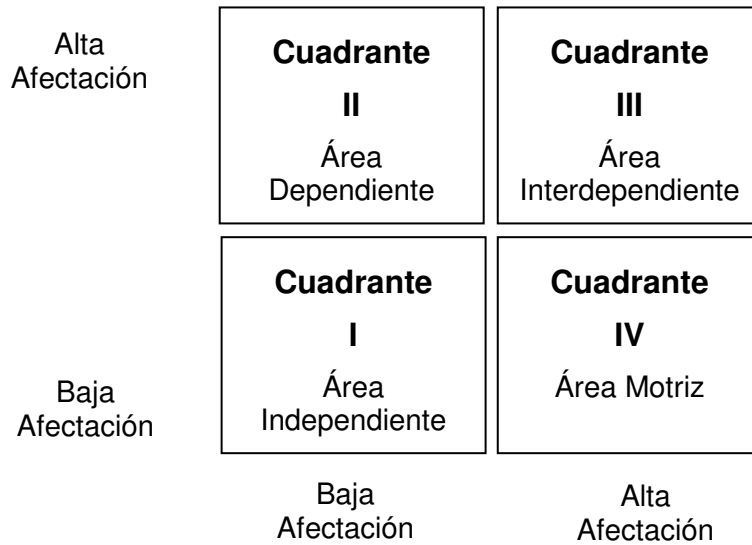 Alta
Afectación
Cuadrante
II
Área
Dependiente
Cuadrante
III
Área
Interdependiente
Baja
Afectación
Cuadrante
I
Área
Independiente
Cuadrante
IV
Área Motriz
Baja
Afectación
Alta
Afectación